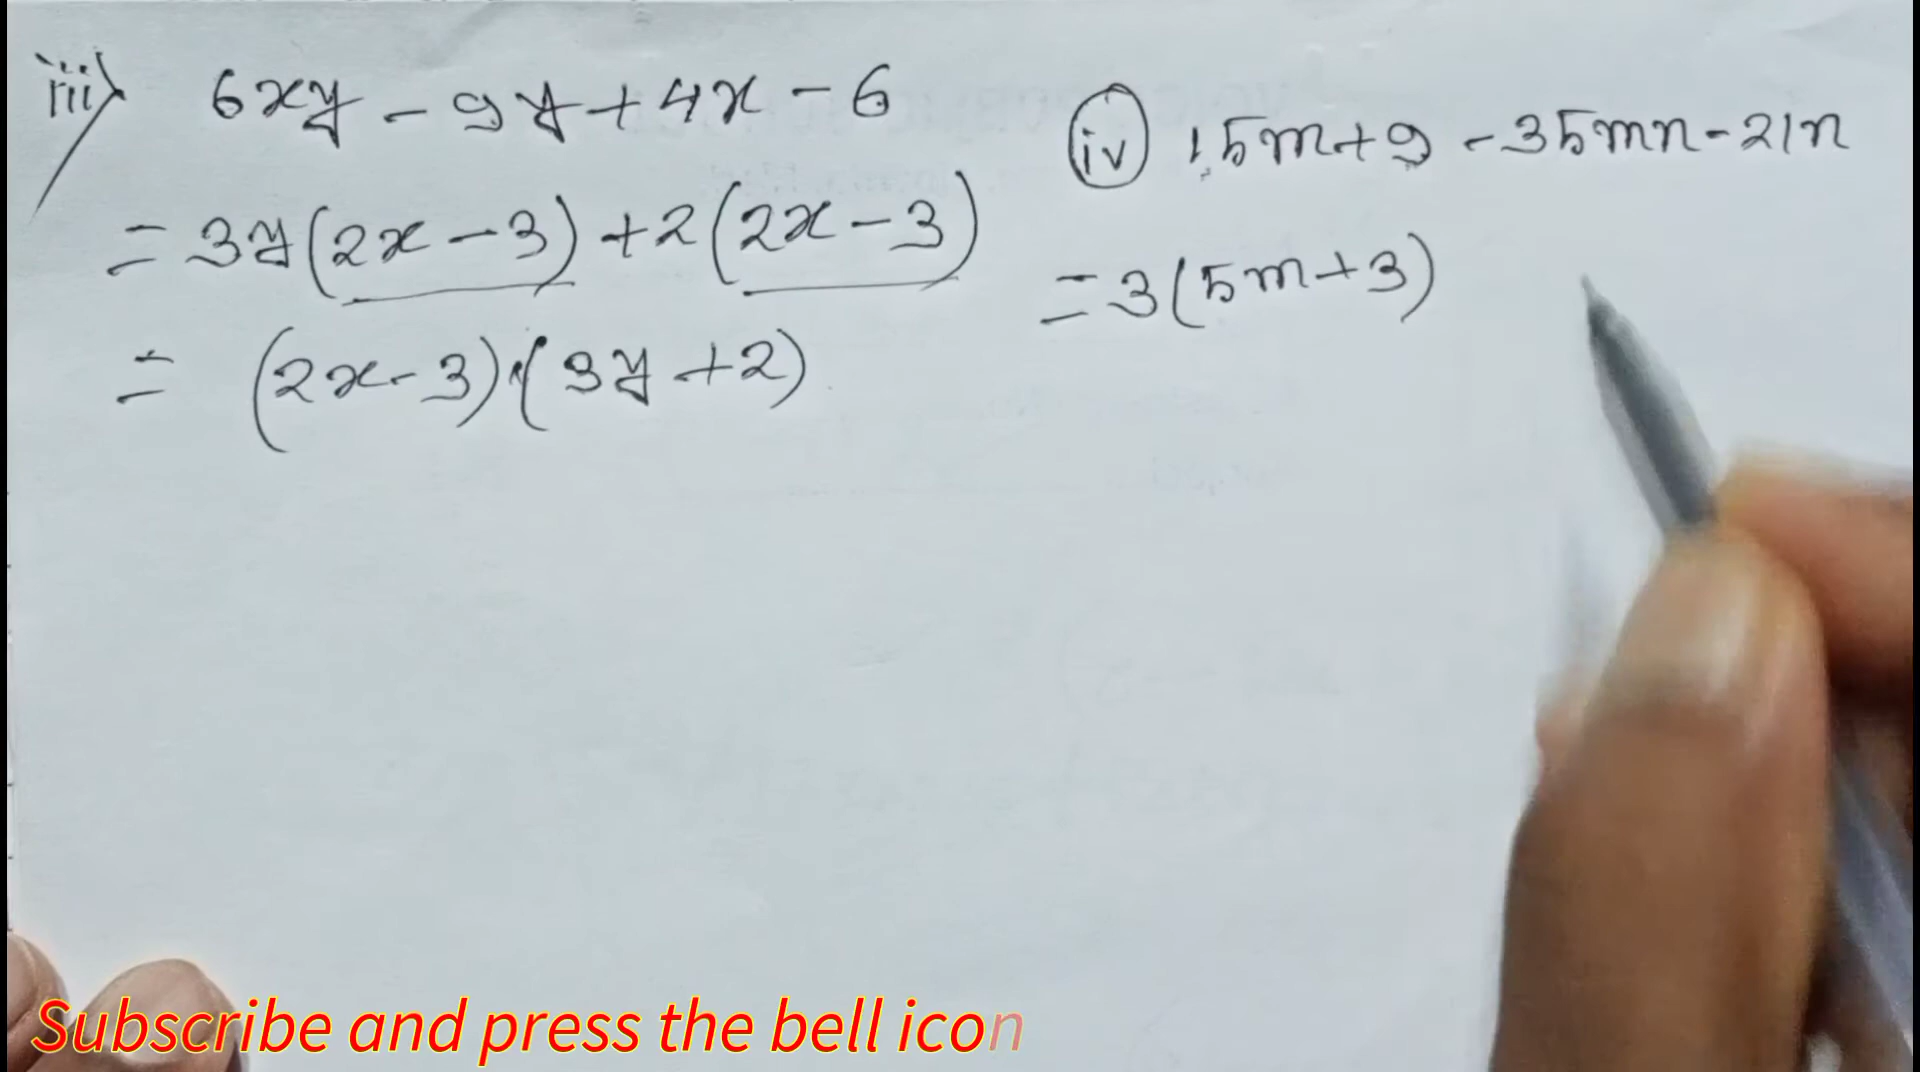 iii) 6xy - 9y + 4x - 6
= 3y(2x - 3) + 2(2x - 3)
= (2x - 3)(3y + 2)
(iv) 15m + 9 - 35mn - 21n
= 3(5m + 3)
Subscribe and press the bell icon